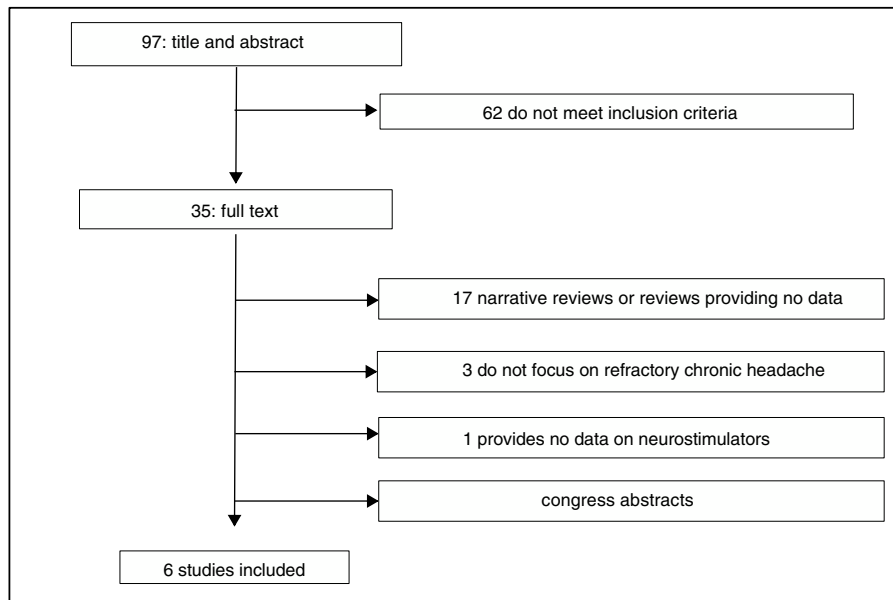 97: title and abstract
62 do not meet inclusion criteria
35: full text
17 narrative reviews or reviews providing no data
3 do not focus on refractory chronic headache
1 provides no data on neurostimulators
congress abstracts
6 studies included